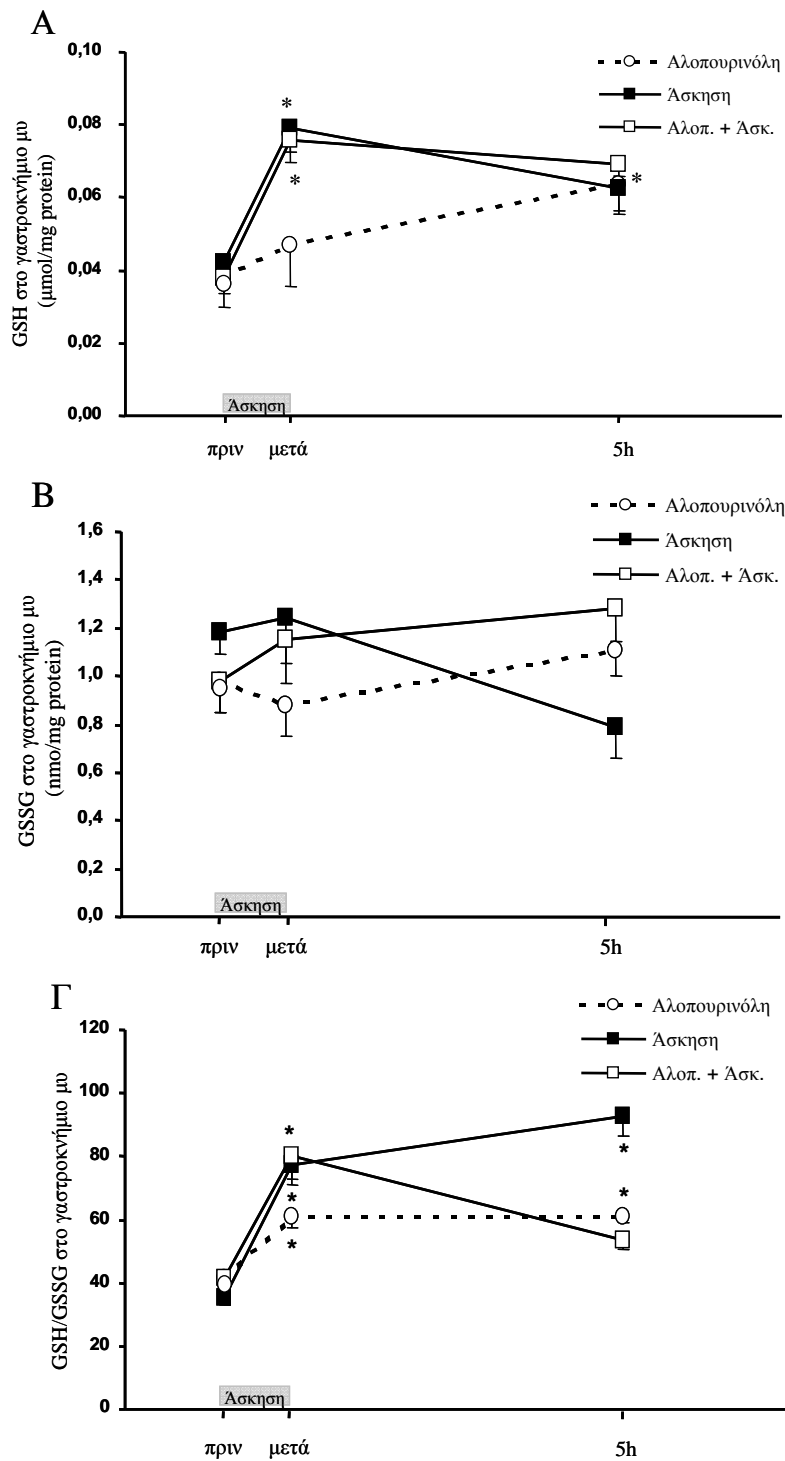 Α
0,10
0,08
0,06
0,04
0,02
0,00
GSH στο γαστροκνήμιο μυ
(μmol/mg protein)
Αλοπουρινόλη
Άσκηση
Αλοπ. + Άσκ.
*
*
*
Άσκηση
πριν
μετά
5h
Β
1,6
1,4
1,2
1,0
0,8
0,6
0,4
0,2
0,0
GSSG στο γαστροκνήμιο μυ
(nmo/mg protein)
Αλοπουρινόλη
Άσκηση
Αλοπ. + Άσκ.
Άσκηση
πριν
μετά
5h
Γ
120
100
80
60
40
20
0
GSH/GSSG στο γαστροκνήμιο μυ
Αλοπουρινόλη
Άσκηση
Αλοπ. + Άσκ.
*
*
*
*
*
Άσκηση
πριν
μετά
5h